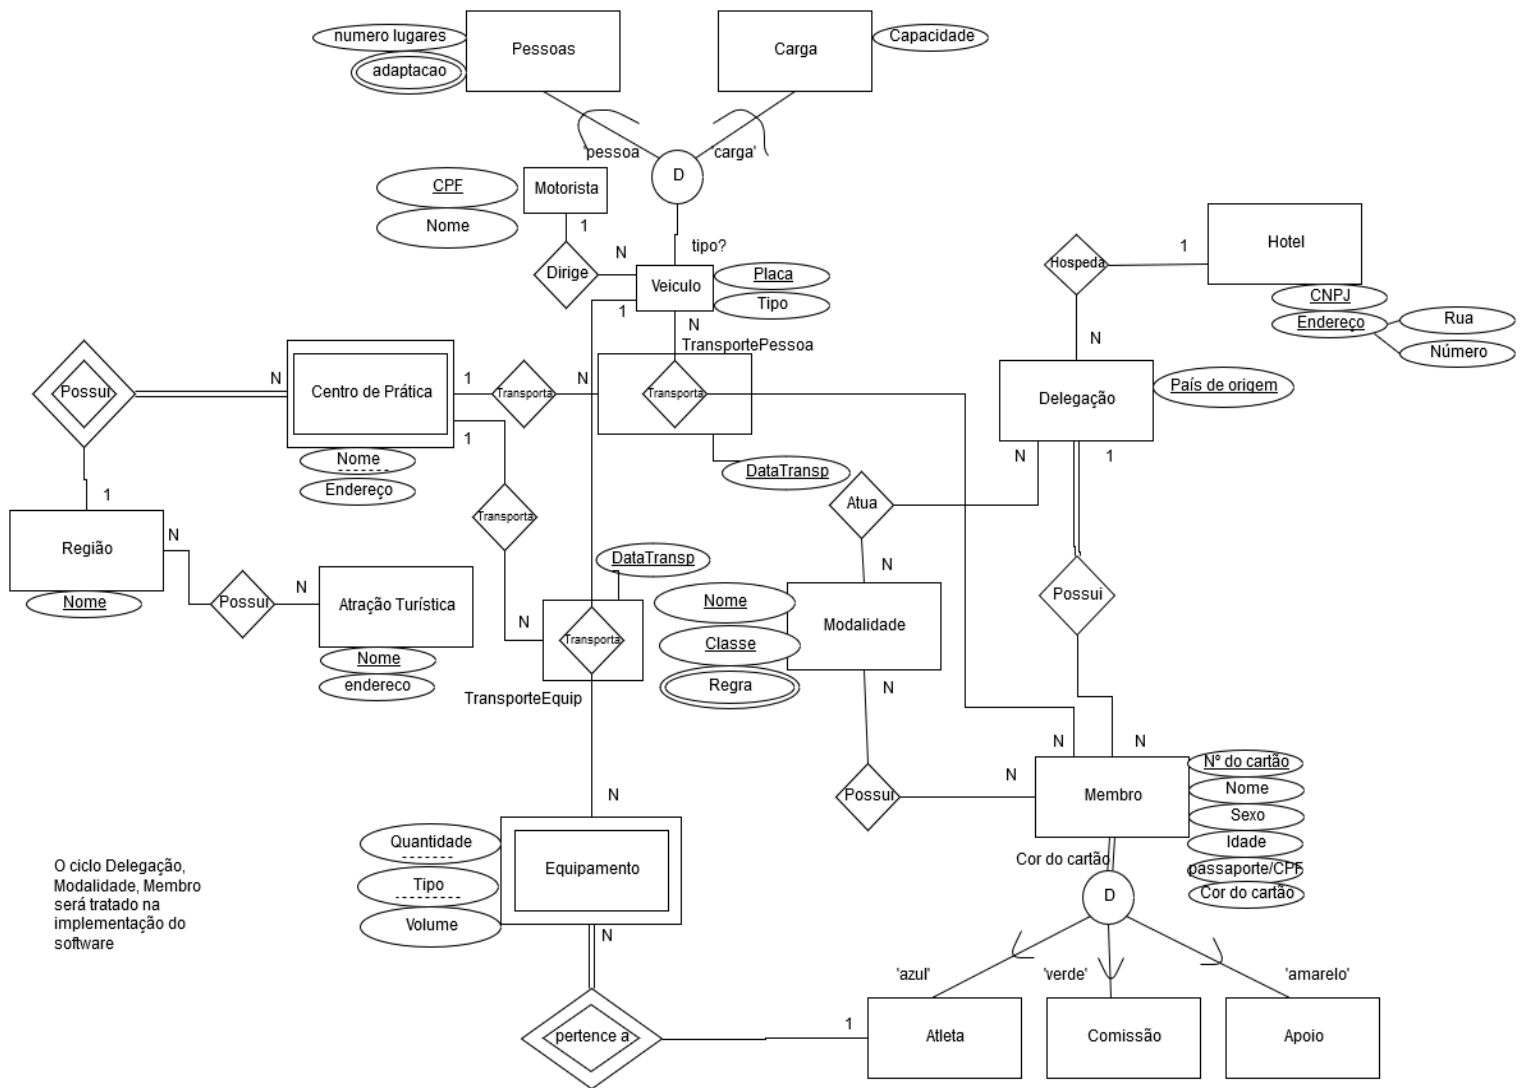 numero lugares
adaptacao
Pessoas
Carga
Capacidade
'pessoa
'carga'
D
CPF
Nome
Motorista
1
N
tipo?
Dirige
Veiculo
Placa
Tipo
1
N
TransportePessoa
Hospeda
1
Hotel
CNPJ
Endereço
Rua
Número
N
Possui
N
Centro de Prática
1
Transporta
N
Transporta
Delegação
País de origem
1
Nome
Endereço
DataTransp
N
1
1
Região
Nome
N
Possui
N
Atração Turística
Nome
endereco
Transporta
N
DataTransp
Transporta
TransporteEquip
Atua
N
Nome
Classe
Regra
Modalidade
N
Possui
Possui
N
N
N
N
Membro
Nº do cartão
Nome
Sexo
Idade
passaporte/CPF
Cor do cartão
Cor do cartão
D
Quantidade
Tipo
Volume
Equipamento
N
O ciclo Delegação,
Modalidade, Membro
será tratado na
implementação do
software
'azul'
'verde'
'amarelo'
pertence a
1
Atleta
Comissão
Apoio